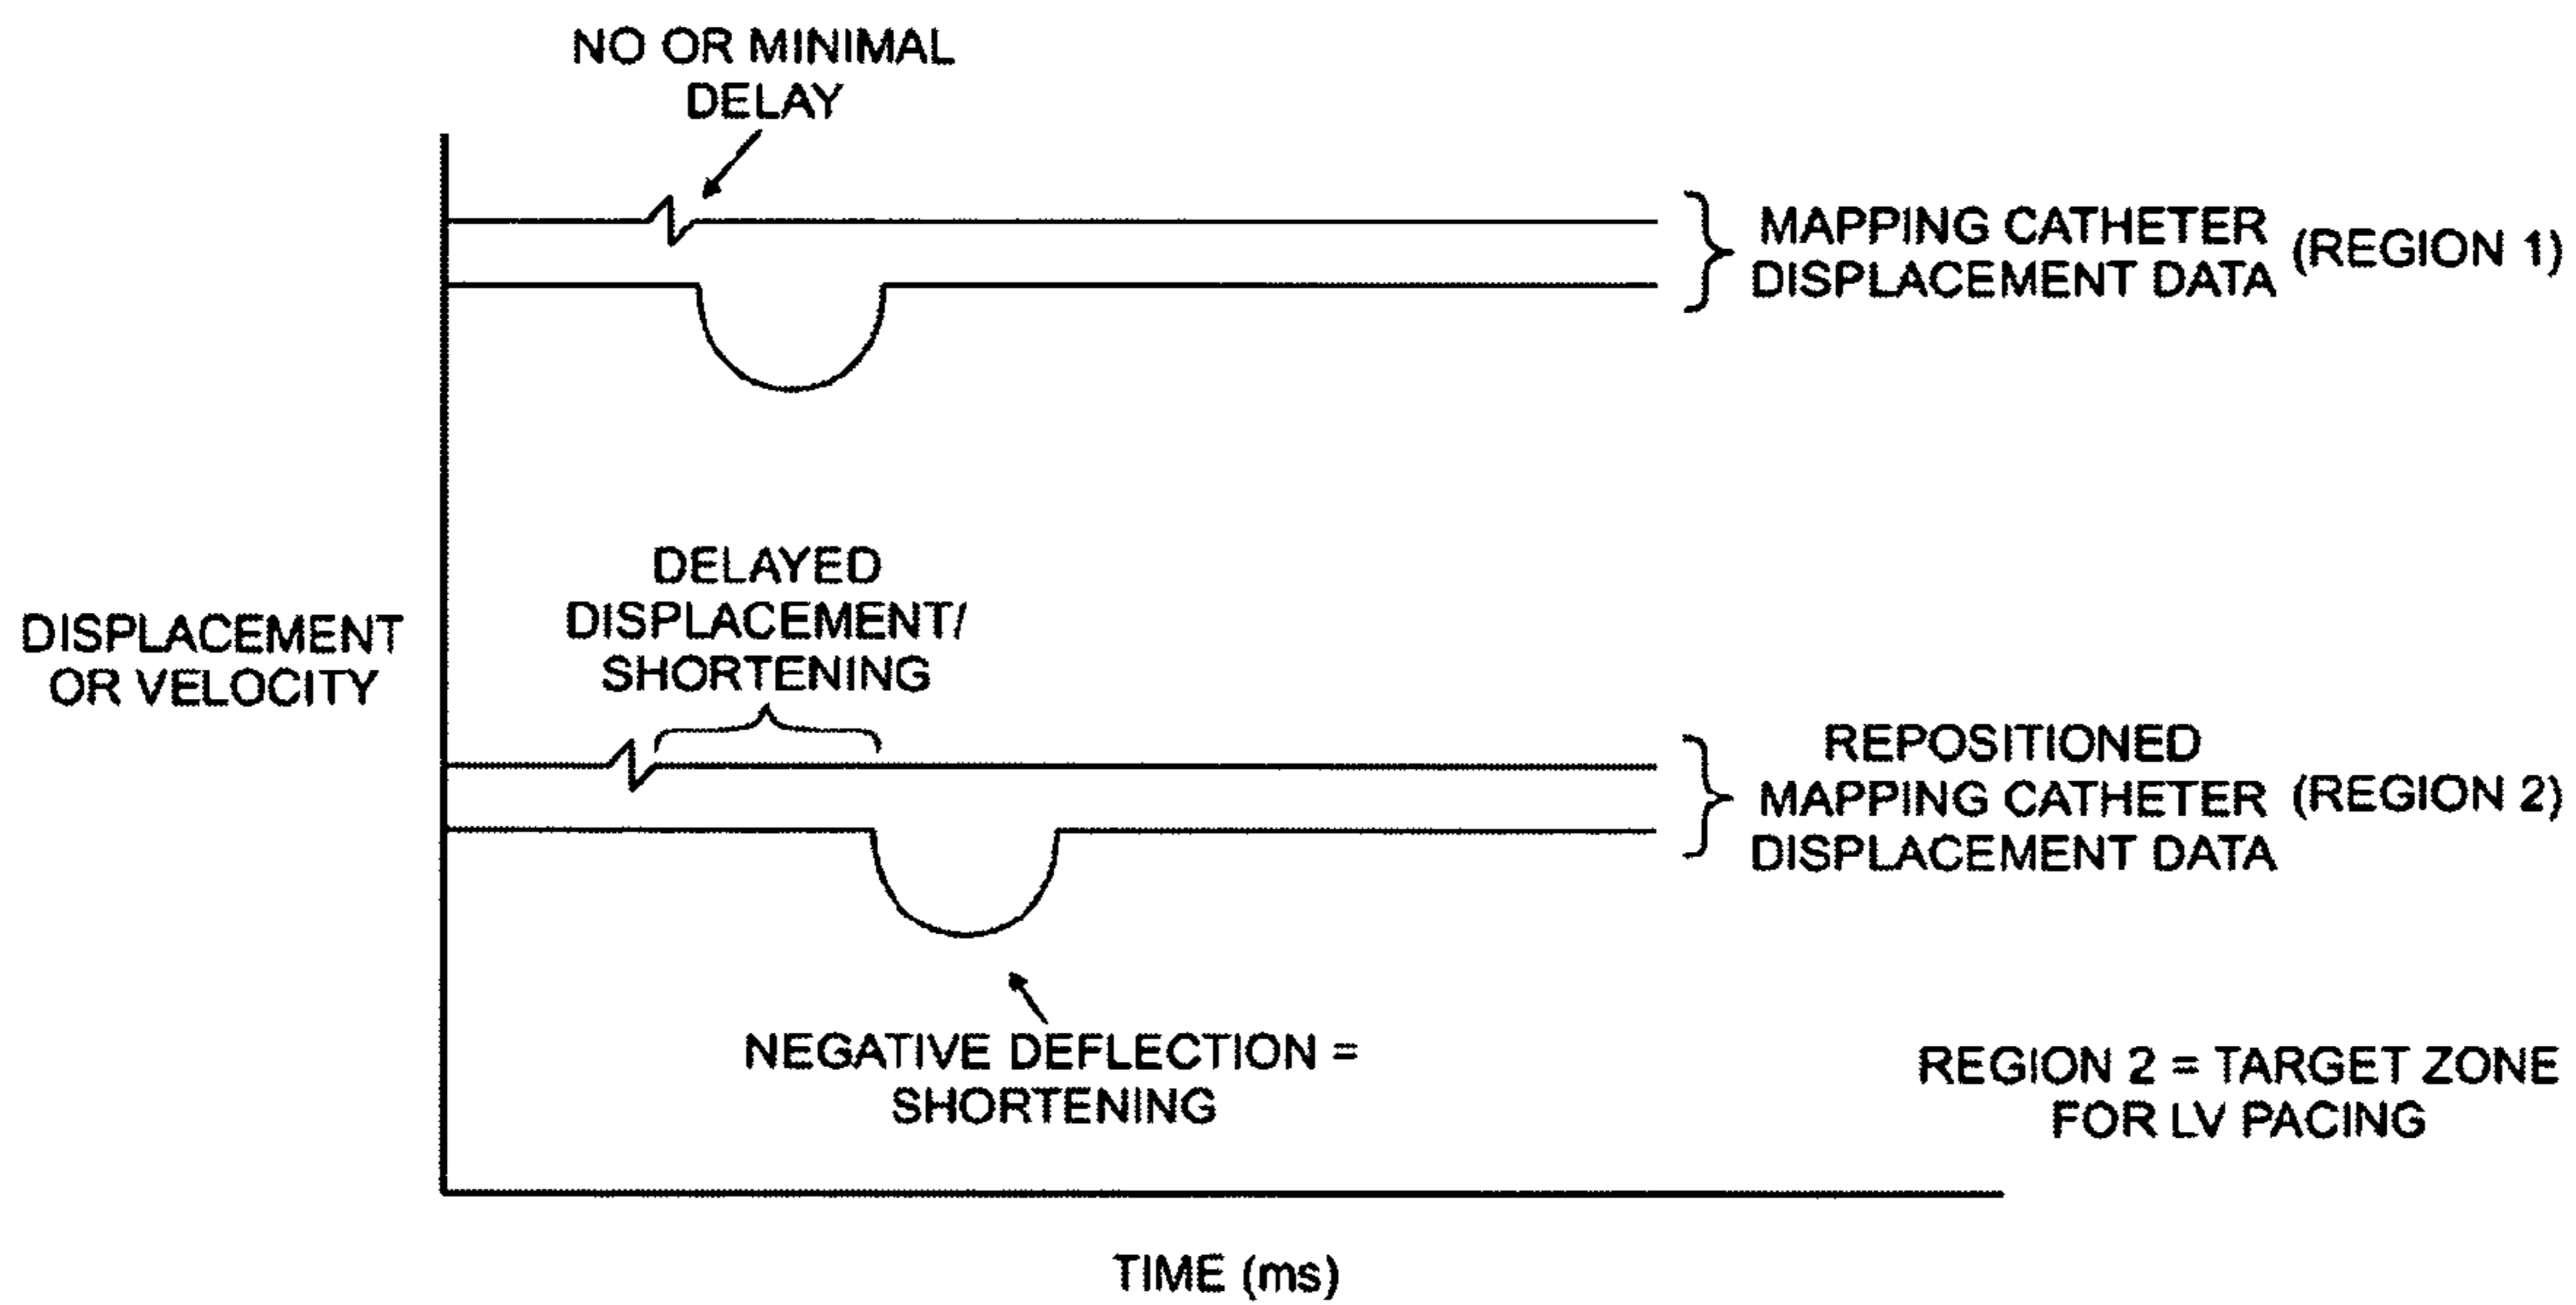 NO OR MINIMAL
DELAY
MAPPING CATHETER
DISPLACEMENT DATA
(REGION 1)
DELAYED
DISPLACEMENT/
SHORTENING
DISPLACEMENT
OR VELOCITY
REPOSITIONED
MAPPING CATHETER
DISPLACEMENT DATA
(REGION 2)
NEGATIVE DEFLECTION =
SHORTENING
REGION 2 = TARGET ZONE
FOR LV PACING
TIME (ms)